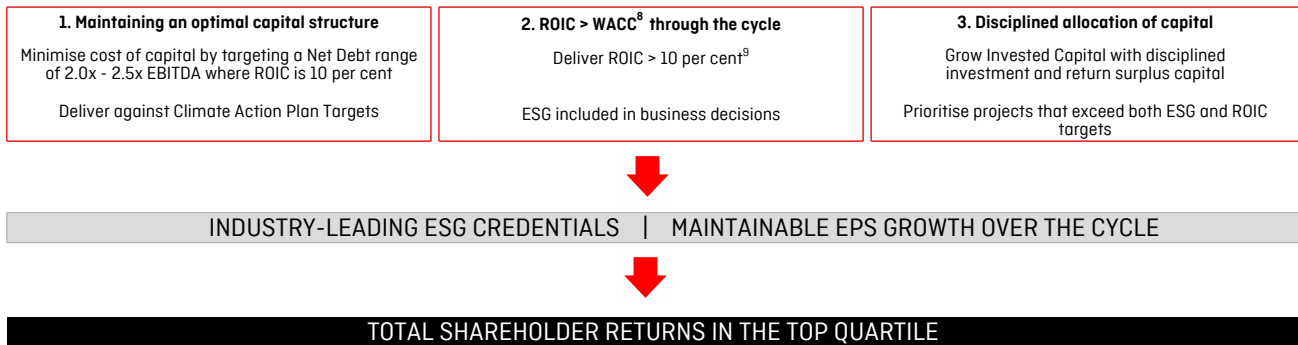 1. Maintaining an optimal capital structure
Minimise cost of capital by targeting a Net Debt range
of 2.0x - 2.5x EBITDA where ROIC is 10 per cent
Deliver against Climate Action Plan Targets
2. ROIC > WACC8 through the cycle
Deliver ROIC > 10 per cent9
ESG included in business decisions
3. Disciplined allocation of capital
Grow Invested Capital with disciplined
investment and return surplus capital
Prioritise projects that exceed both ESG and ROIC
targets
INDUSTRY-LEADING ESG CREDENTIALS | MAINTAINABLE EPS GROWTH OVER THE CYCLE
TOTAL SHAREHOLDER RETURNS IN THE TOP QUARTILE